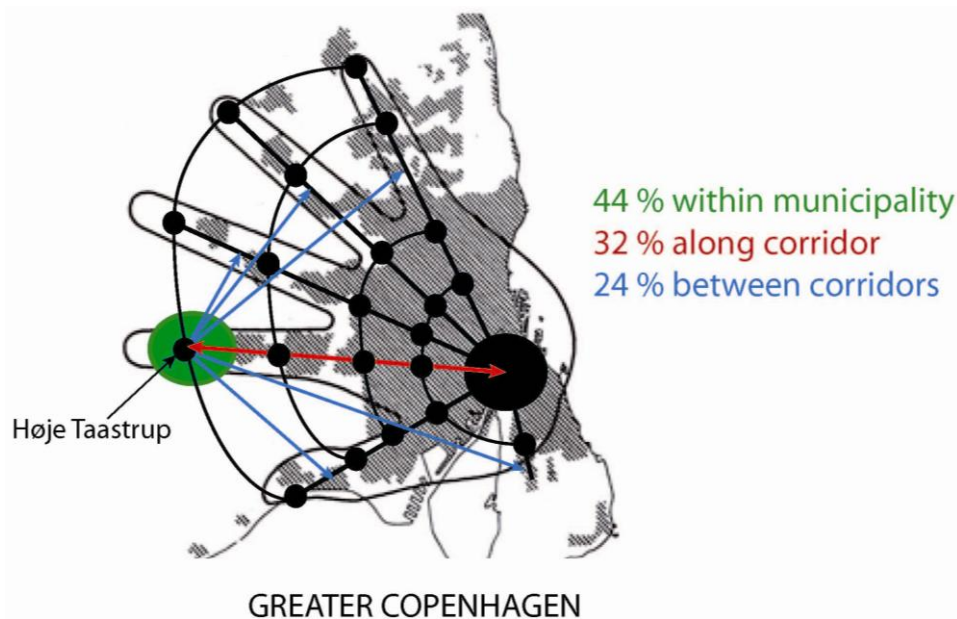 44 % within municipality
32 % along corridor
24 % between corridors
Høje Taastrup
GREATER COPENHAGEN